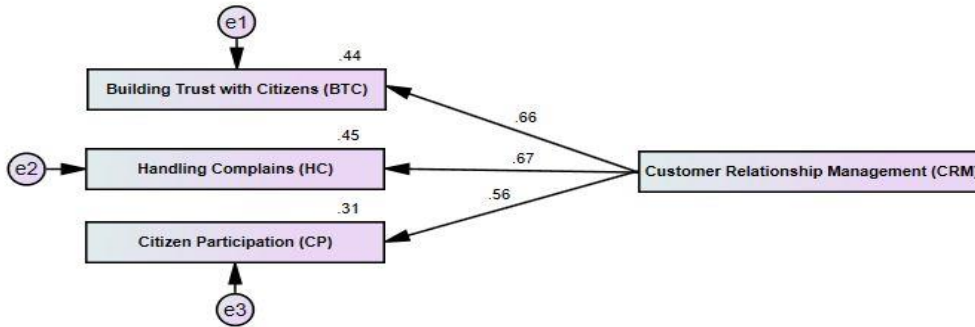 e1
.44
Building Trust with Citizens (BTC)
.66
.45
e2
Handling Complains (HC)
.67
Customer Relationship Management (CRM)
.56
.31
Citizen Participation (CP)
e3